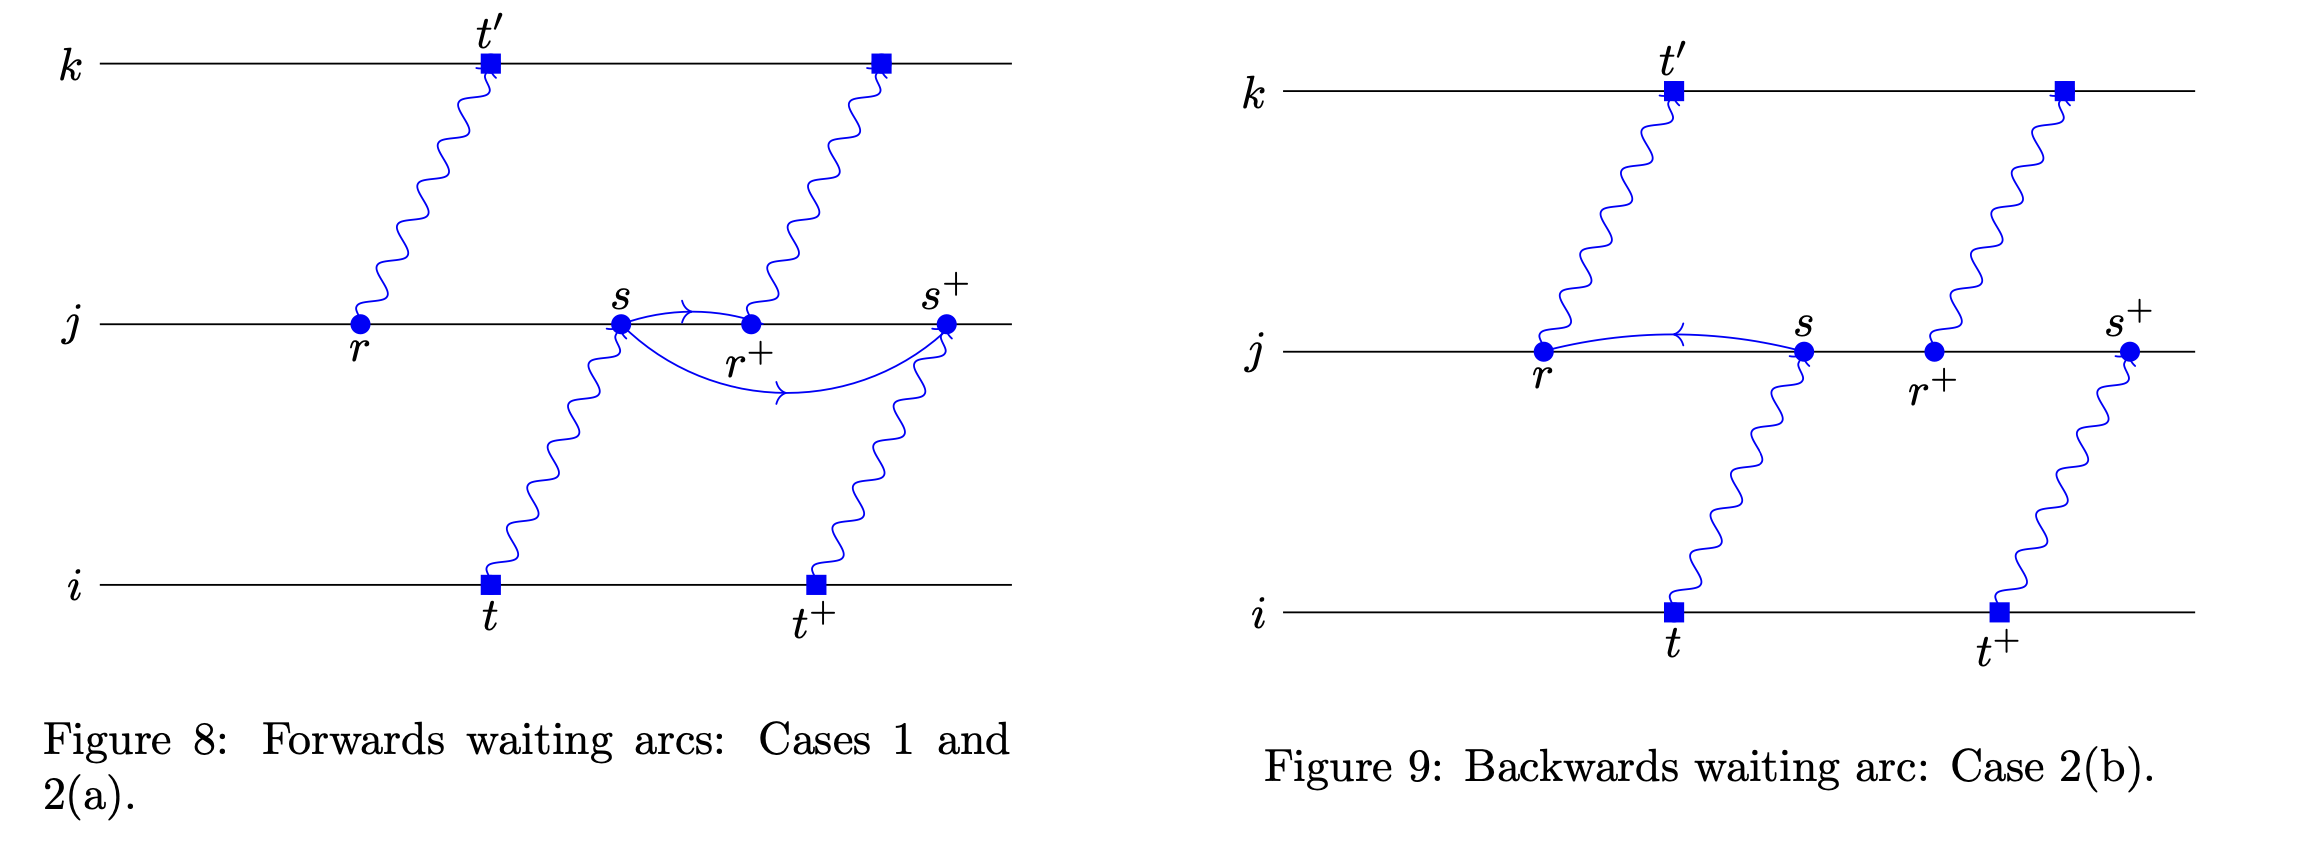 t′
k
s
s⁺
j
r
r⁺
i
t
t⁺
Figure 8: Forwards waiting arcs: Cases 1 and
2(a).
t′
k
s
s⁺
j
r
r⁺
i
t
t⁺
Figure 9: Backwards waiting arc: Case 2(b).